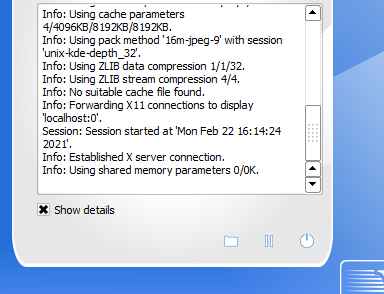 Info: Using cache parameters
4/4096KB/8192KB/8192KB.
Info: Using pack method '16m-jpeg-9' with session
'unix-kde-depth_32'.
Info: Using ZLIB data compression 1/1/32.
Info: Using ZLIB stream compression 4/4.
Info: No suitable cache file found.
Info: Forwarding X11 connections to display
'localhost:0'.
Session: Session started at 'Mon Feb 22 16:14:24
2021'.
Info: Established X server connection.
Info: Using shared memory parameters 0/0K.
Show details